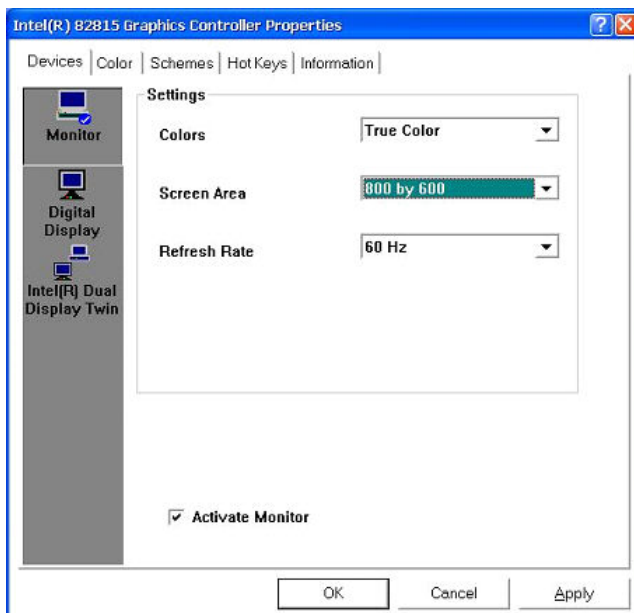 Intel(R) 82815 Graphics Controller Properties
?
Devices Color Schemes Hot Keys Information
Monitor
Digital
Display
Intel(R) Dual
Display Twin
Settings
Colors True Color
Screen Area 800 by 600
Refresh Rate 60 Hz
Activate Monitor
OK Cancel Apply